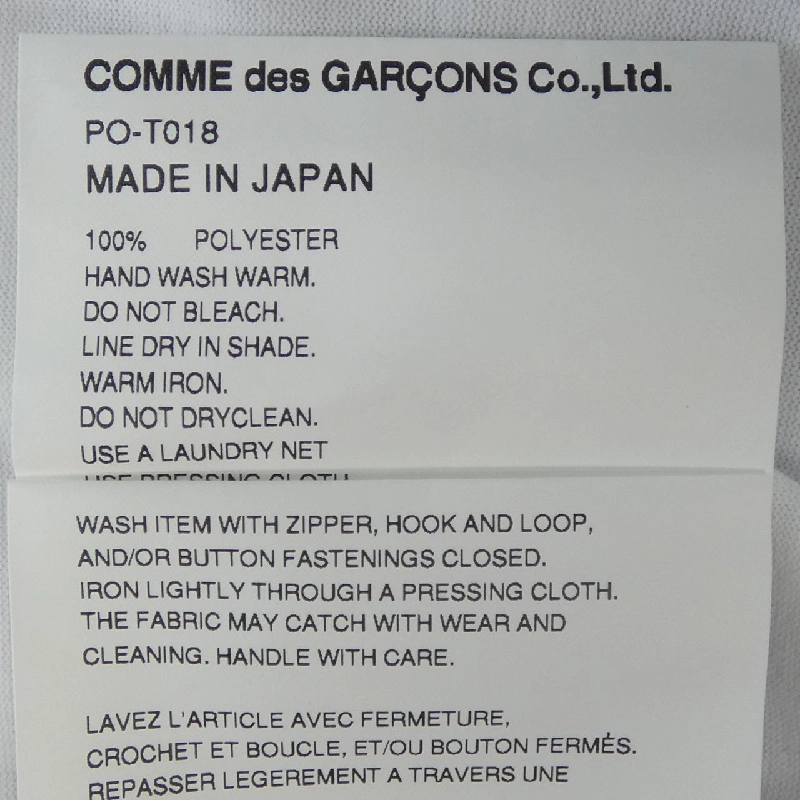 COMME des GARÇONS Co.,Ltd.
PO-T018
MADE IN JAPAN
100% POLYESTER
HAND WASH WARM.
DO NOT BLEACH.
LINE DRY IN SHADE.
WARM IRON.
DO NOT DRYCLEAN.
USE A LAUNDRY NET
USE PRESSING CLOTH
WASH ITEM WITH ZIPPER, HOOK AND LOOP,
AND/OR BUTTON FASTENINGS CLOSED.
IRON LIGHTLY THROUGH A PRESSING CLOTH.
THE FABRIC MAY CATCH WITH WEAR AND
CLEANING. HANDLE WITH CARE.
LAVEZ L'ARTICLE AVEC FERMETURE,
CROCHET ET BOUCLE, ET/OU BOUTON FERMÉS.
REPASSER LEGEREMENT A TRAVERS UNE